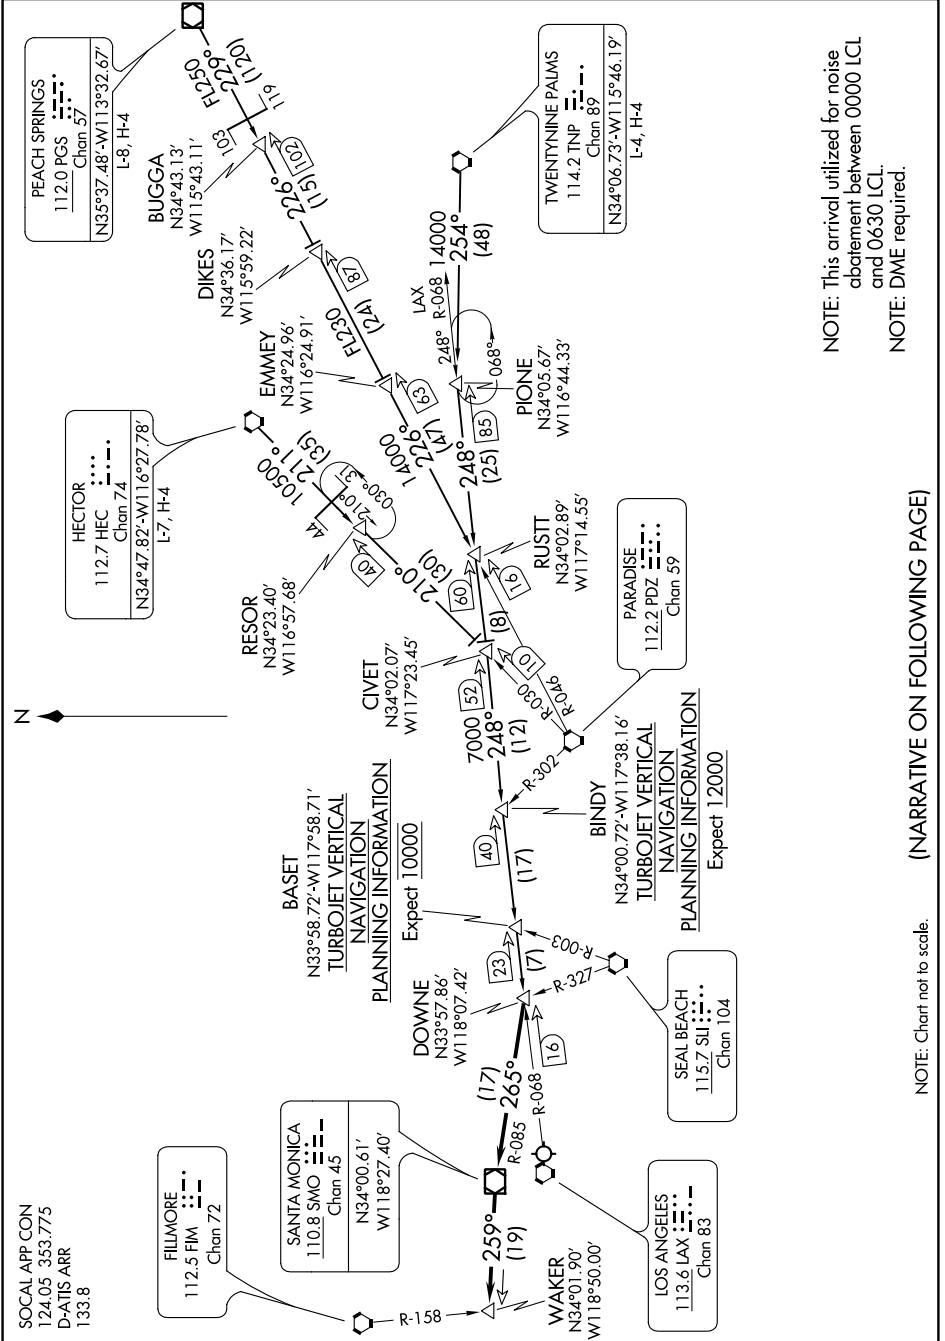 SOCAL APP CON
124.05 353.775
D-ATIS ARR
133.8
N
PEACH SPRINGS
112.0 PGS
Chan 57
N35°37.48'-W113°32.67'
L-8, H-4
FL250
229°
(120)
119
103
BUGGA
N34°43.13'
W115°43.11'
102
226°
(15)
DIKES
N34°36.17'
W115°59.22'
87
FL230
(24)
EMMEY
N34°24.96'
W116°24.91'
63
14000
226°
(47)
HECTOR
112.7 HEC
Chan 74
N34°47.82'-W116°27.78'
L-7, H-4
10500
211°
(35)
31
44
210°
030°
RESOR
N34°23.40'
W116°57.68'
40
210°
(30)
TWENTYNINE PALMS
114.2 TNP
Chan 89
N34°06.73'-W115°46.19'
L-4, H-4
14000
254°
(48)
LAX
R-068
248°
068°
PIONE
N34°05.67'
W116°44.33'
85
248°
(25)
RUSTT
N34°02.89'
W117°14.55'
60
16
(8)
CIVET
N34°02.07'
W117°23.45'
52
10
R-030
R-046
7000
248°
(12)
PARADISE
112.2 PDZ
Chan 59
R-302
BINDY
N34°00.72'-W117°38.16'
TURBOJET VERTICAL
NAVIGATION
PLANNING INFORMATION
Expect 12000
40
(17)
BASET
N33°58.72'-W117°58.71'
TURBOJET VERTICAL
NAVIGATION
PLANNING INFORMATION
Expect 10000
23
(7)
R-003
R-327
SEAL BEACH
115.7 SLI
Chan 104
DOWNE
N33°57.86'
W118°07.42'
16
R-068
R-085
(17)
265°
SANTA MONICA
110.8 SMO
Chan 45
N34°00.61'
W118°27.40'
LOS ANGELES
113.6 LAX
Chan 83
259°
(19)
WAKER
N34°01.90'
W118°50.00'
FILLMORE
112.5 FIM
Chan 72
R-158
NOTE: This arrival utilized for noise
abatement between 0000 LCL
and 0630 LCL.
NOTE: DME required.
NOTE: Chart not to scale.
(NARRATIVE ON FOLLOWING PAGE)